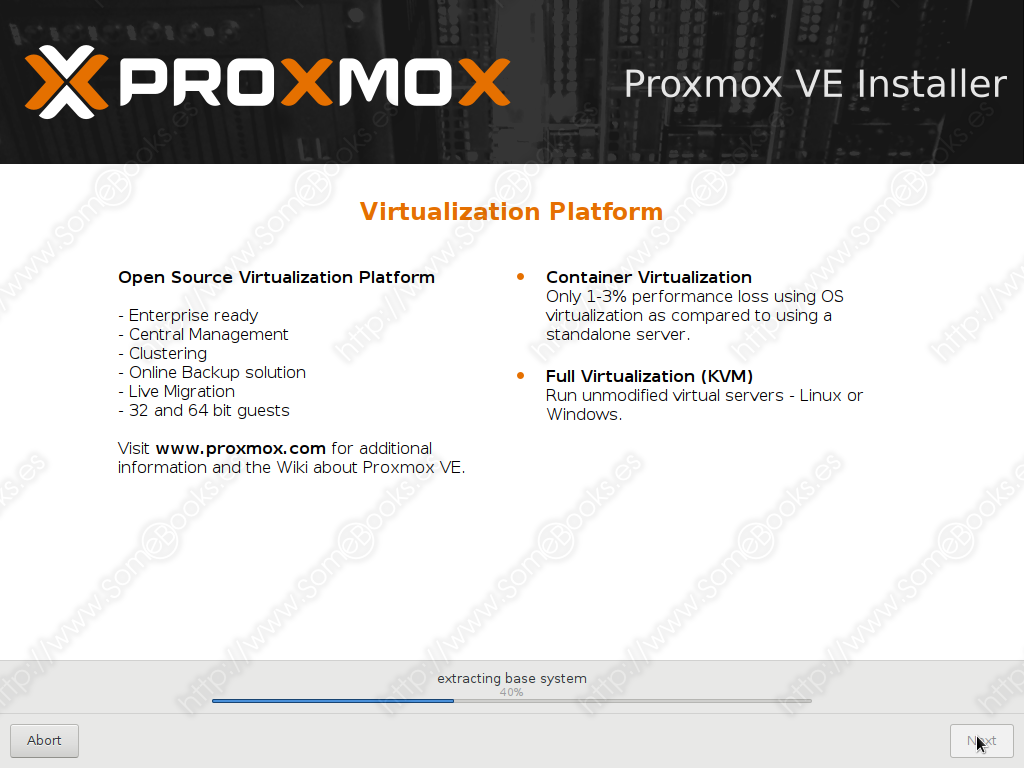 PROXMOX
Proxmox VE Installer
Virtualization Platform
Open Source Virtualization Platform
- Enterprise ready
- Central Management
- Clustering
- Online Backup solution
- Live Migration
- 32 and 64 bit guests
Visit www.proxmox.com for additional
information and the Wiki about Proxmox VE.
Container Virtualization
Only 1-3% performance loss using OS
virtualization as compared to using a
standalone server.
Full Virtualization (KVM)
Run unmodified virtual servers - Linux or
Windows.
extracting base system
40%
Abort
Next
http://www.SomeBooks.es